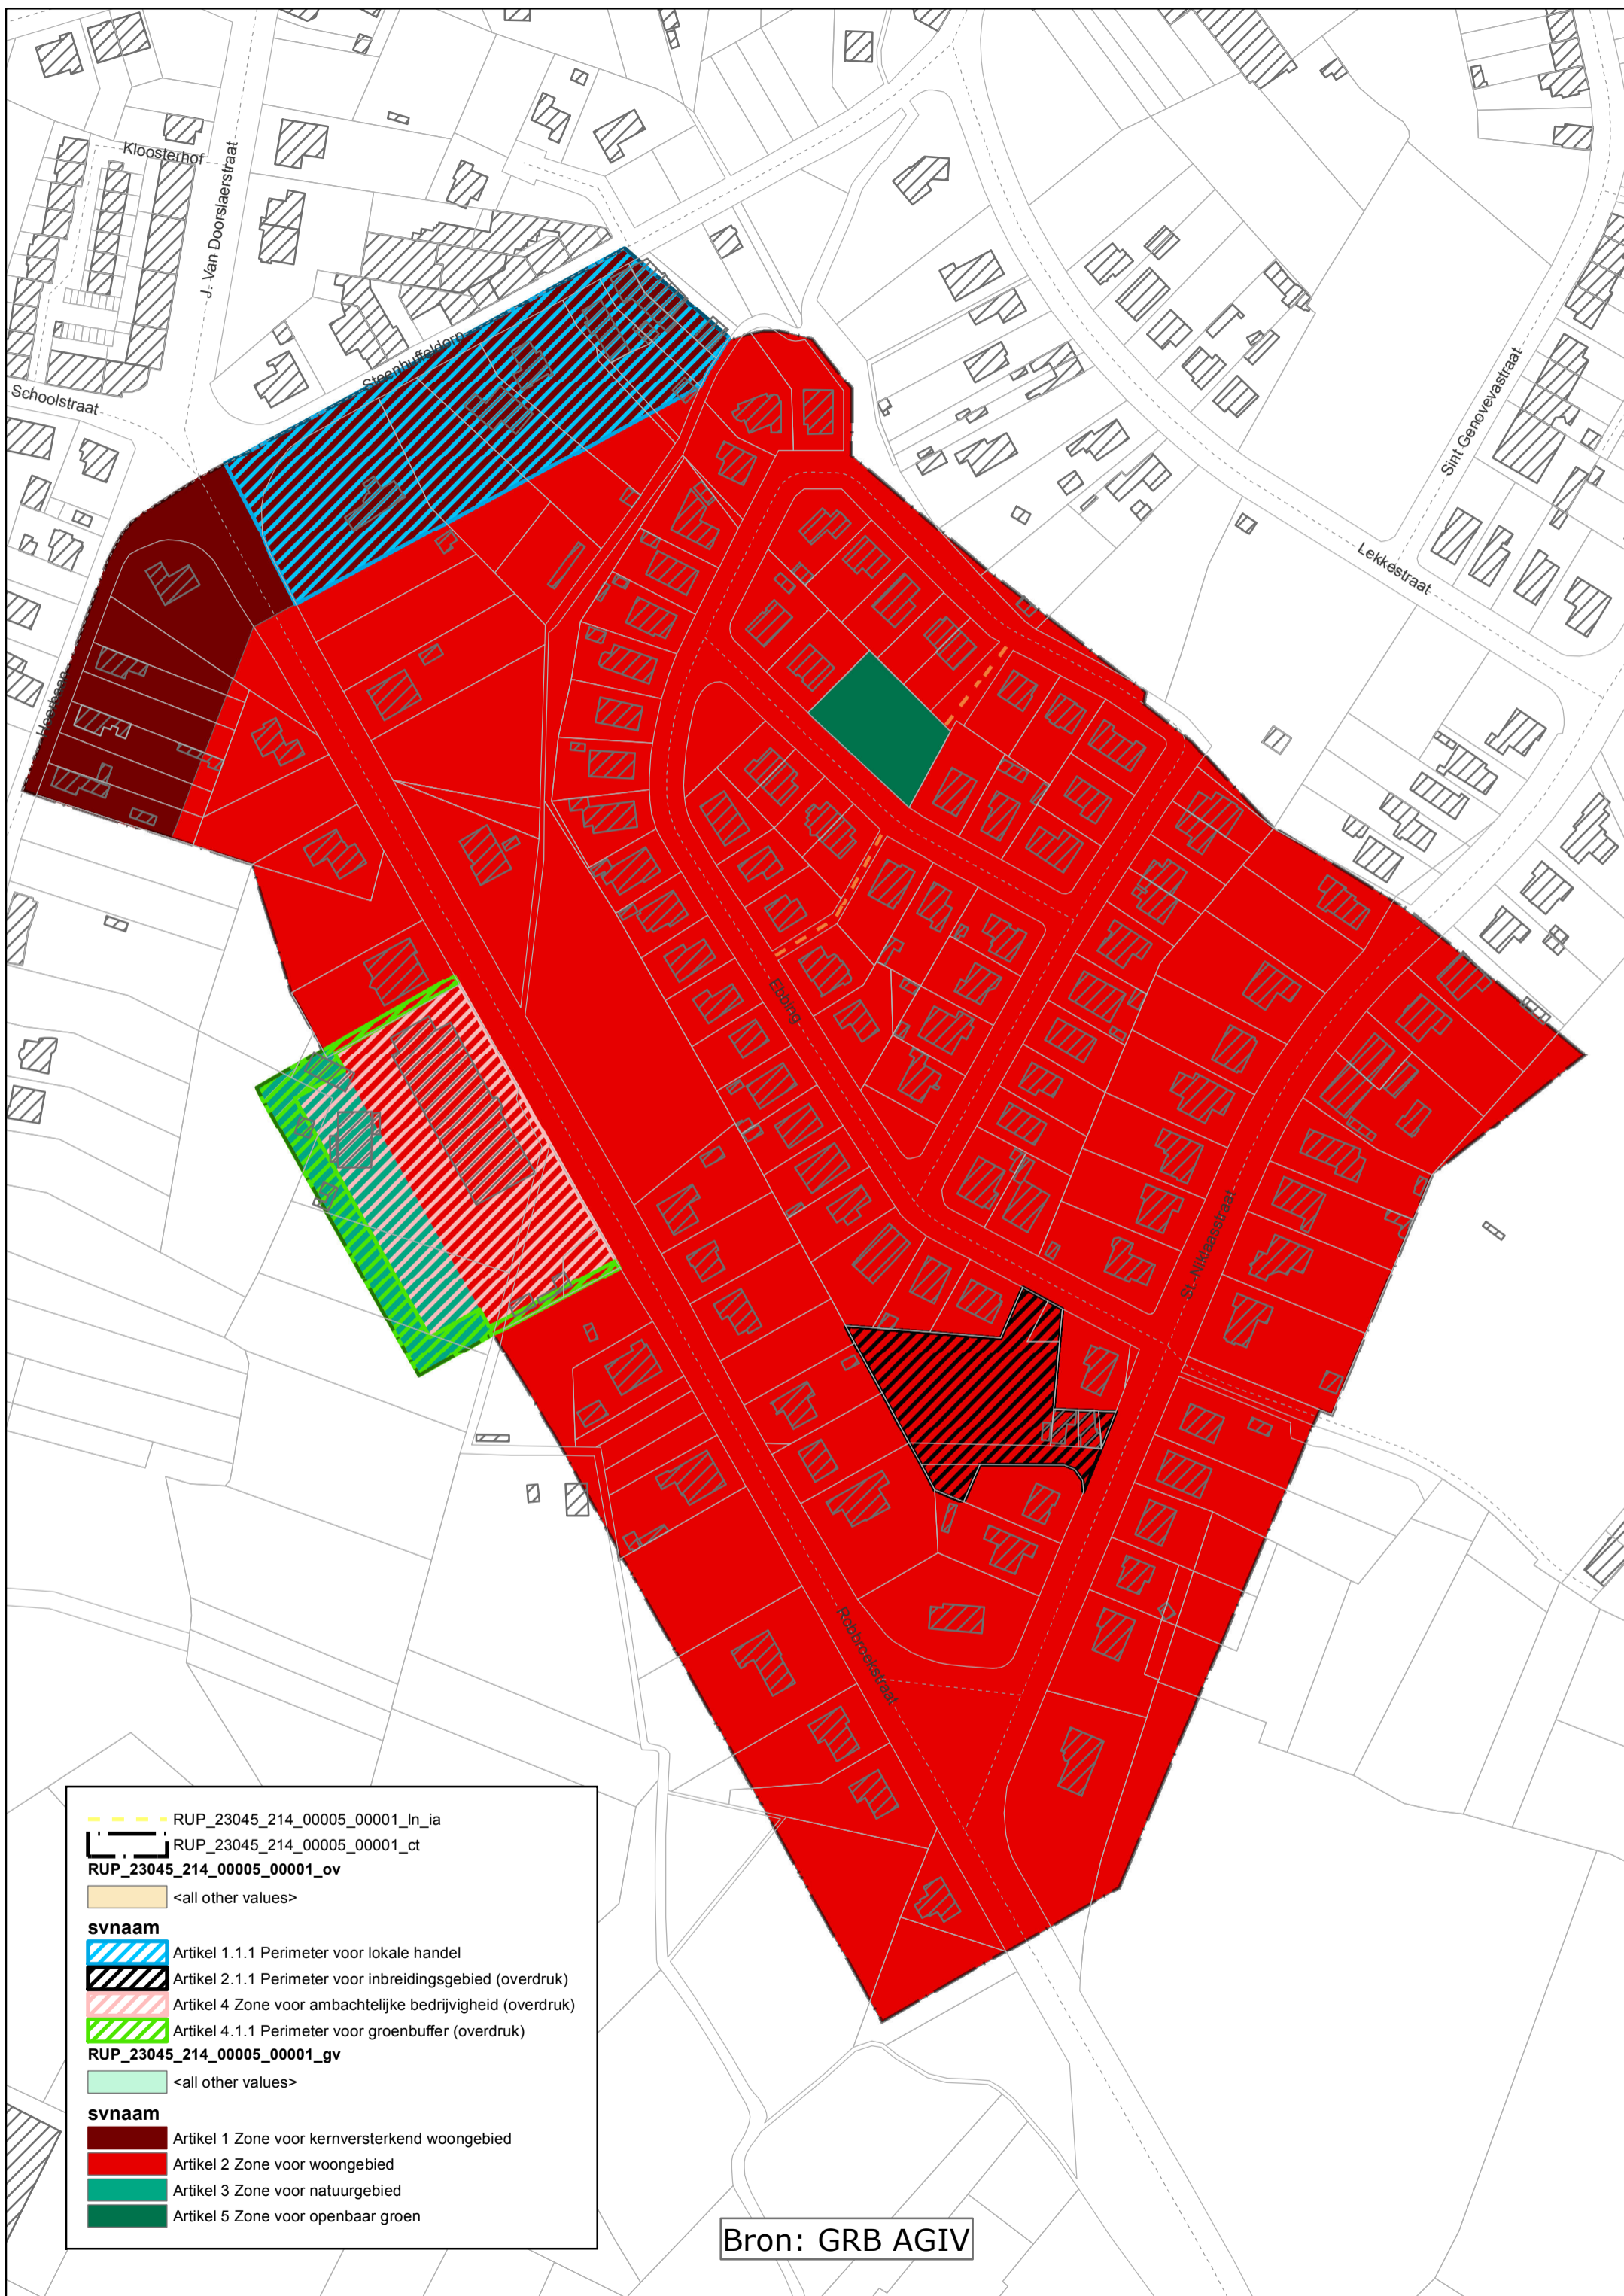 Kloosterhof
J. Van Doorslaerstraat
Steenhuffeldorp
Schoolstraat
Heerbaan
Sint Genovevastraat
Lekkestraat
Ebbing
St.-Niklaasstraat
Robbroekstraat
RUP_23045_214_00005_00001_ln_ia
RUP_23045_214_00005_00001_ct
RUP_23045_214_00005_00001_ov
<all other values>
svnaam
Artikel 1.1.1 Perimeter voor lokale handel
Artikel 2.1.1 Perimeter voor inbreidingsgebied (overdruk)
Artikel 4 Zone voor ambachtelijke bedrijvigheid (overdruk)
Artikel 4.1.1 Perimeter voor groenbuffer (overdruk)
RUP_23045_214_00005_00001_gv
<all other values>
svnaam
Artikel 1 Zone voor kernversterkend woongebied
Artikel 2 Zone voor woongebied
Artikel 3 Zone voor natuurgebied
Artikel 5 Zone voor openbaar groen
Bron: GRB AGIV